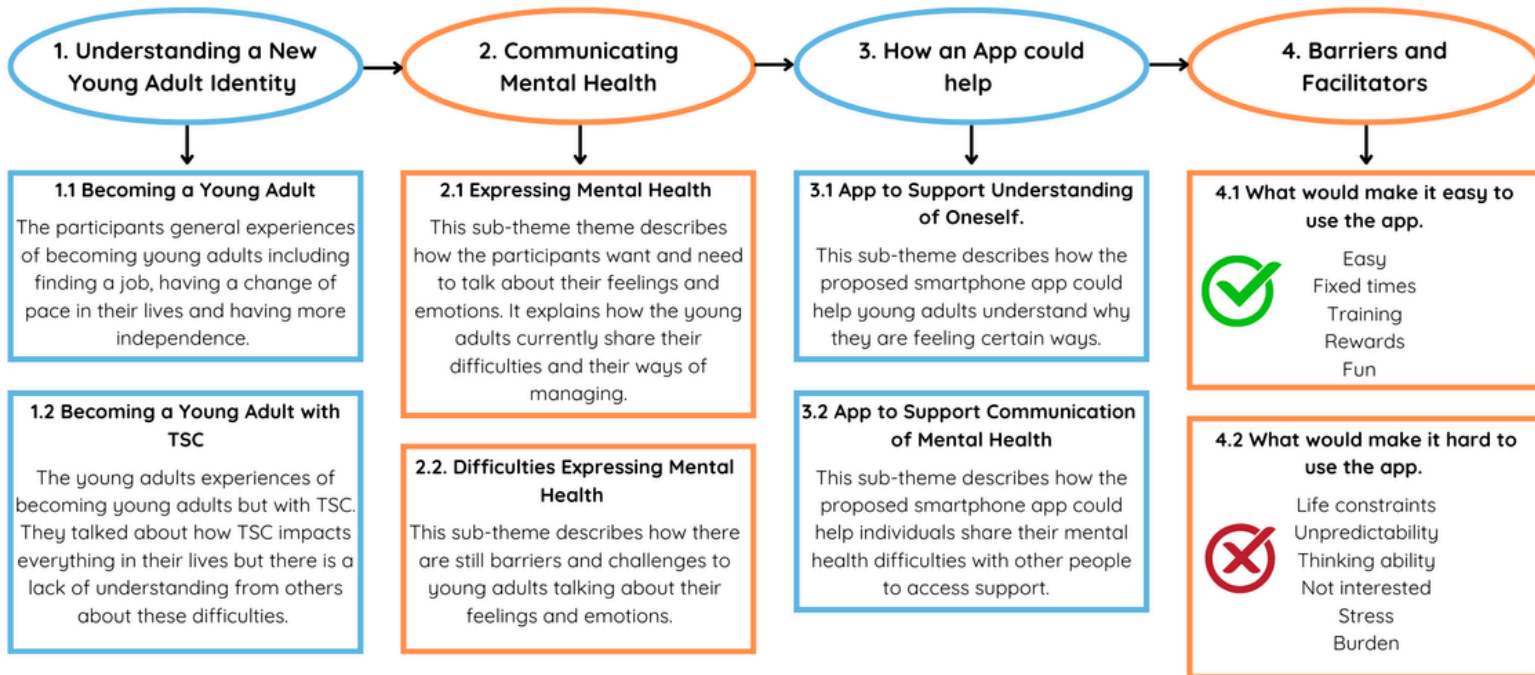 1. Understanding a New
Young Adult Identity
2. Communicating
Mental Health
3. How an App could
help
4. Barriers and
Facilitators
1.1 Becoming a Young Adult
The participants general experiences
of becoming young adults including
finding a job, having a change of
pace in their lives and having more
independence.
1.2 Becoming a Young Adult with
TSC
The young adults experiences of
becoming young adults but with TSC.
They talked about how TSC impacts
everything in their lives but there is a
lack of understanding from others
about these difficulties.
2.1 Expressing Mental Health
This sub-theme theme describes
how the participants want and need
to talk about their feelings and
emotions. It explains how the young
adults currently share their
difficulties and their ways of
managing.
2.2. Difficulties Expressing Mental
Health
This sub-theme describes how there
are still barriers and challenges to
young adults talking about their
feelings and emotions.
3.1 App to Support Understanding
of Oneself.
This sub-theme describes how the
proposed smartphone app could
help young adults understand why
they are feeling certain ways.
3.2 App to Support Communication
of Mental Health
This sub-theme describes how the
proposed smartphone app could
help individuals share their mental
health difficulties with other people
to access support.
4.1 What would make it easy to
use the app.
Easy
Fixed times
Training
Rewards
Fun
4.2 What would make it hard to
use the app.
Life constraints
Unpredictability
Thinking ability
Not interested
Stress
Burden